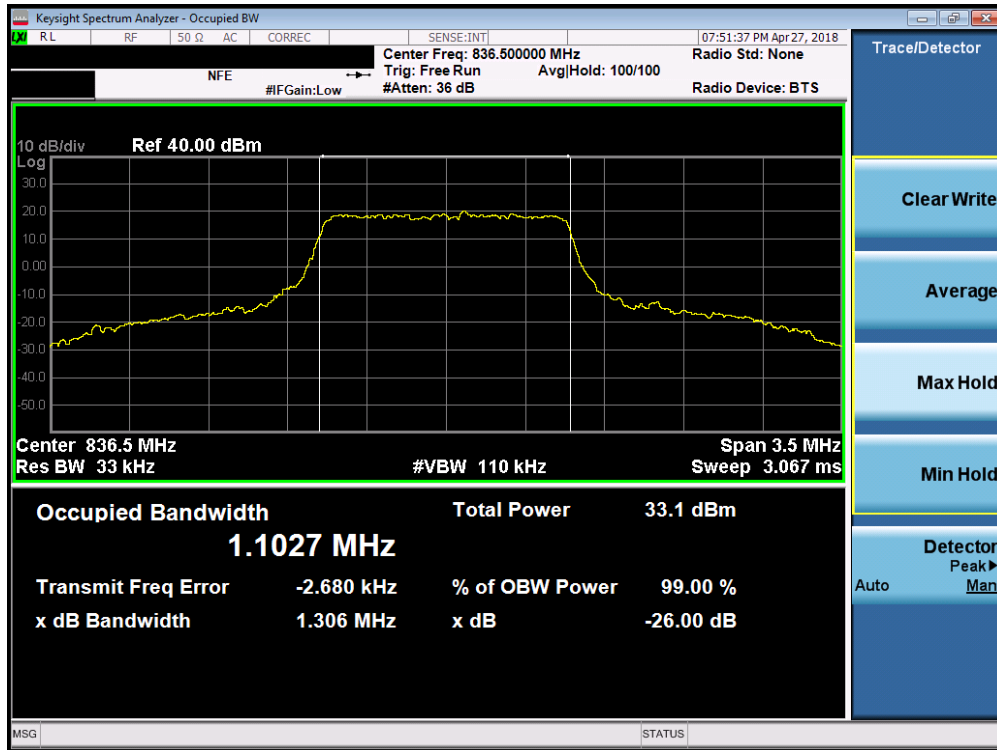 Keysight Spectrum Analyzer - Occupied BW
LXI RL RF 50 Ω AC CORREC SENSE:INT 07:51:37 PM Apr 27, 2018
Center Freq: 836.500000 MHz Radio Std: None
NFE Trig: Free Run Avg|Hold: 100/100
#IFGain:Low #Atten: 36 dB Radio Device: BTS
10 dB/div Ref 40.00 dBm
Log
30.0
20.0
10.0
0.00
-10.0
-20.0
-30.0
-40.0
-50.0
Center 836.5 MHz Span 3.5 MHz
Res BW 33 kHz #VBW 110 kHz Sweep 3.067 ms
Occupied Bandwidth Total Power 33.1 dBm
1.1027 MHz
Transmit Freq Error -2.680 kHz % of OBW Power 99.00 %
x dB Bandwidth 1.306 MHz x dB -26.00 dB
Trace/Detector
Clear Write
Average
Max Hold
Min Hold
Detector
Peak▶
Auto Man
MSG STATUS